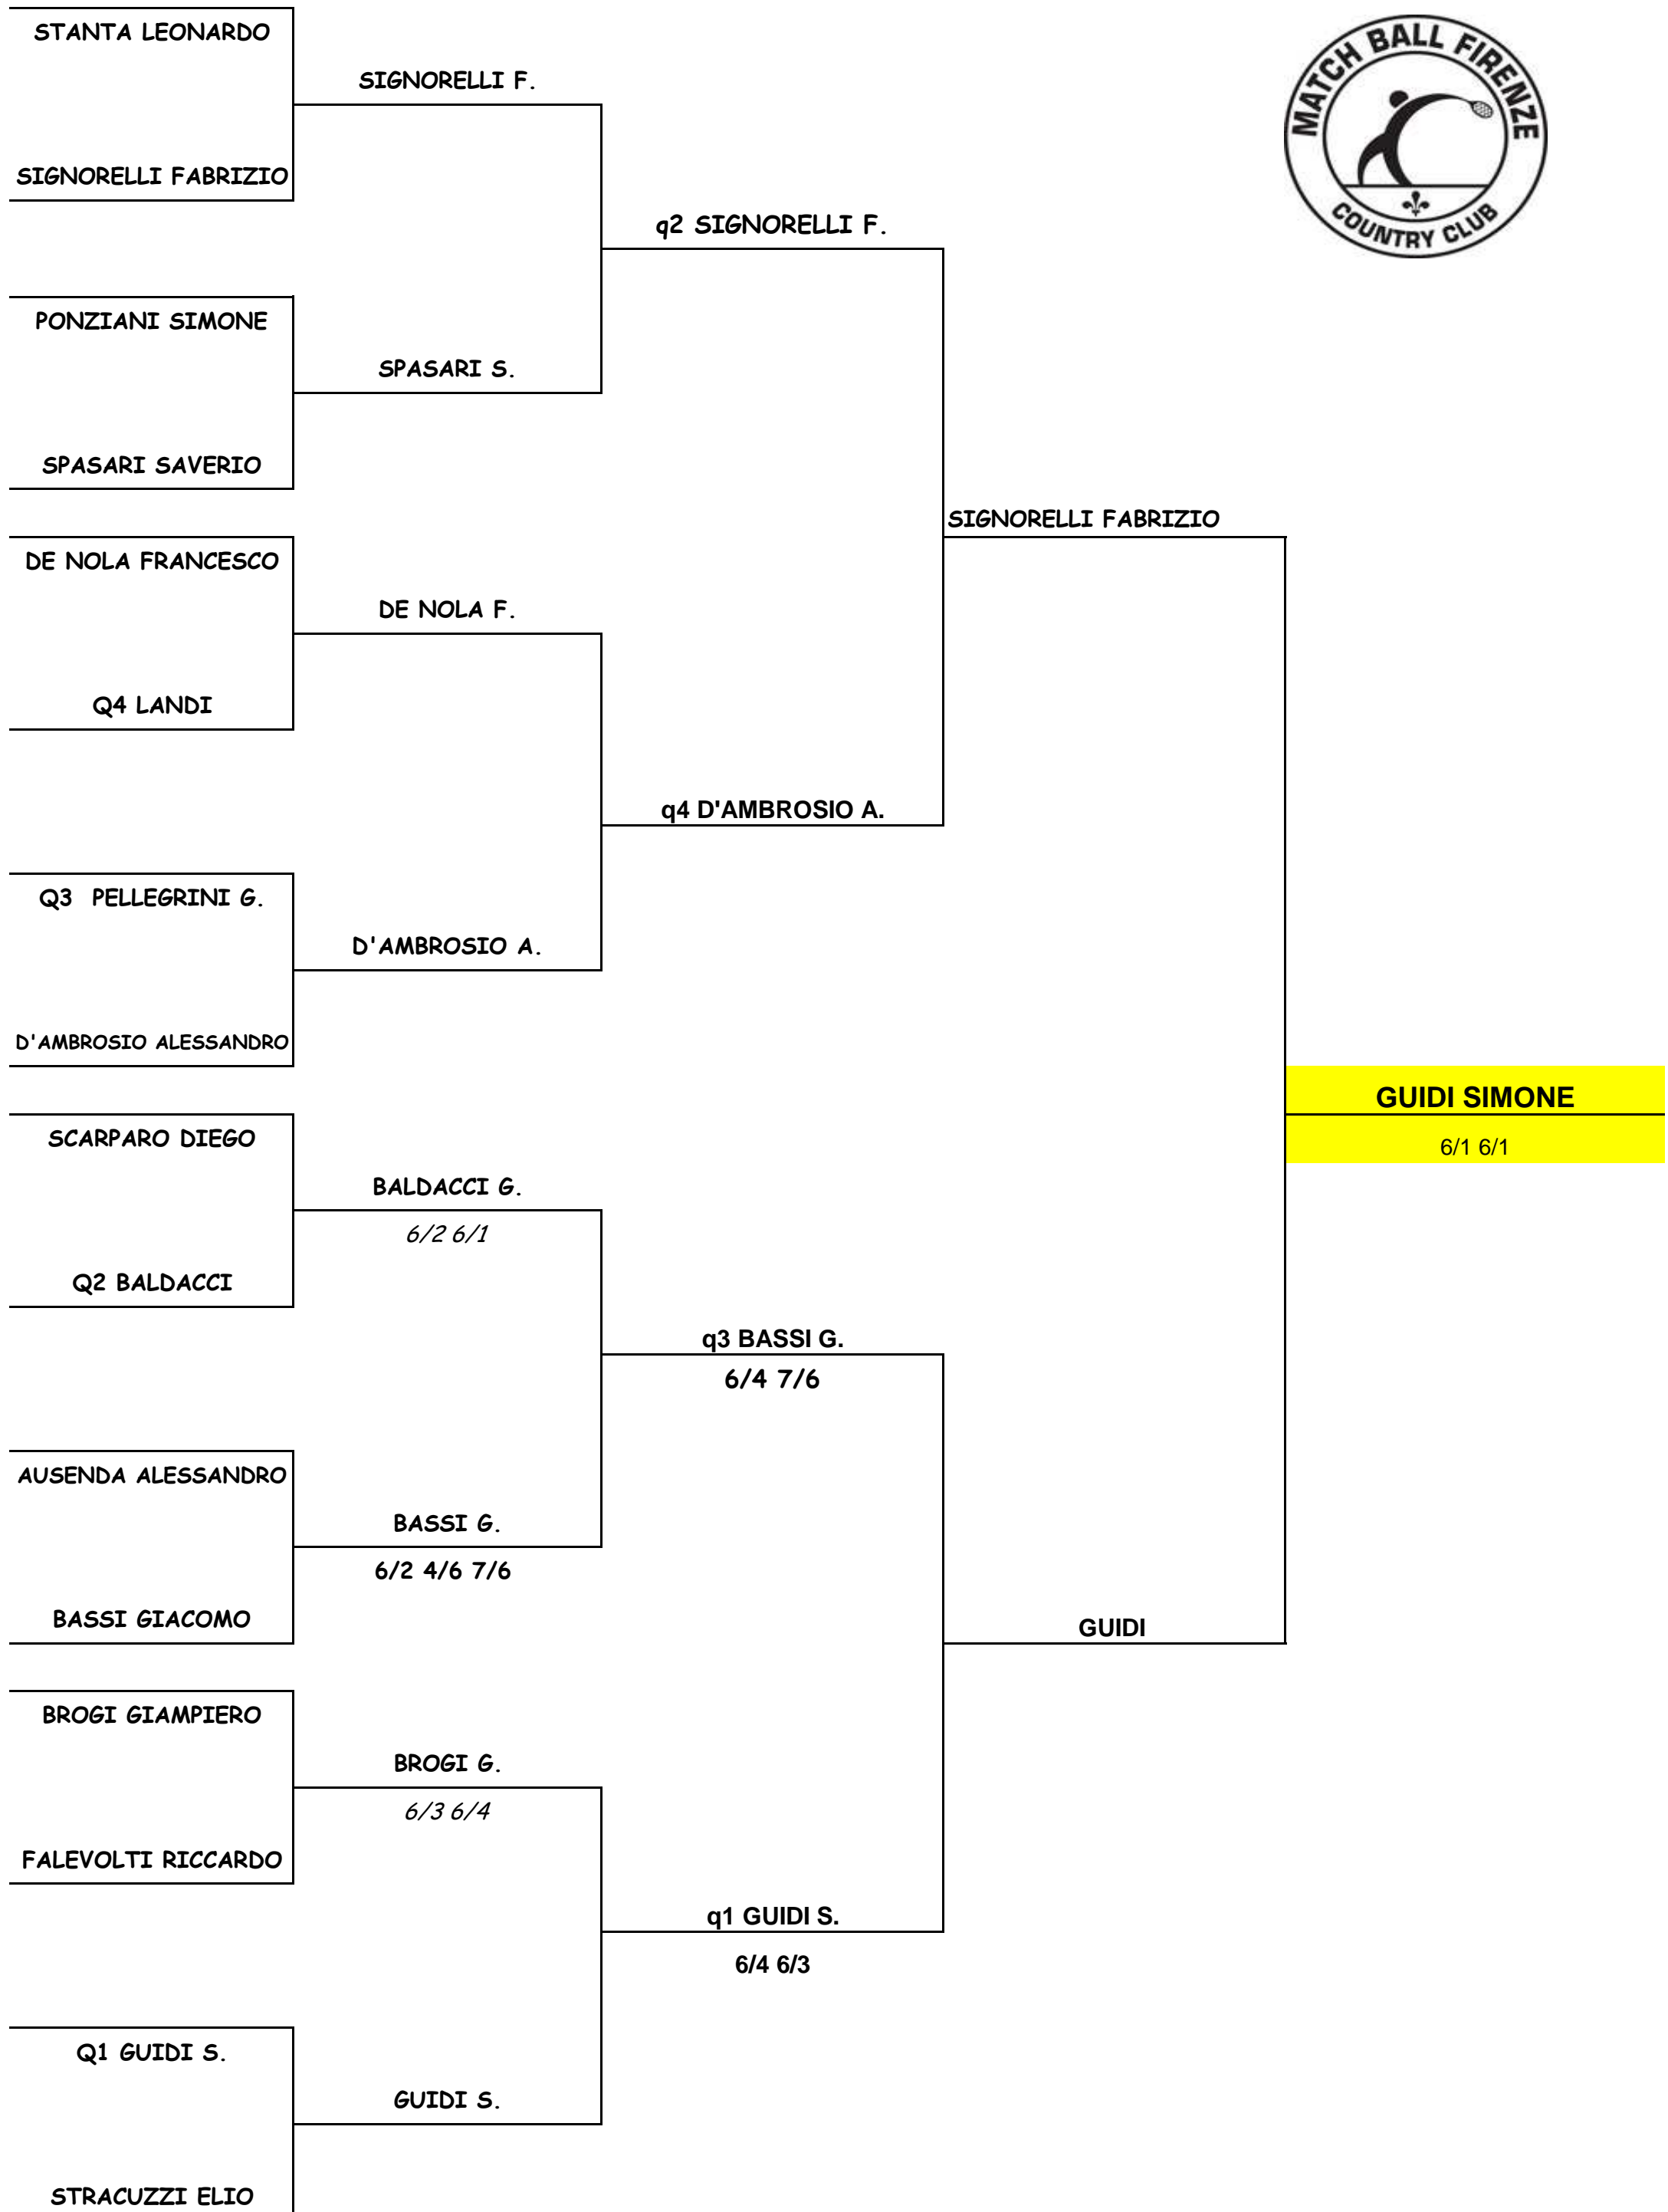 STANTA LEONARDO
SIGNORELLI F.
SIGNORELLI FABRIZIO
q2 SIGNORELLI F.
PONZIANI SIMONE
SPASARI S.
SPASARI SAVERIO
SIGNORELLI FABRIZIO
DE NOLA FRANCESCO
DE NOLA F.
Q4 LANDI
q4 D'AMBROSIO A.
Q3 PELLEGRINI G.
D'AMBROSIO A.
D'AMBROSIO ALESSANDRO
GUIDI SIMONE
6/1 6/1
SCARPARO DIEGO
BALDACCI G.
6/2 6/1
Q2 BALDACCI
q3 BASSI G.
6/4 7/6
AUSENDA ALESSANDRO
BASSI G.
6/2 4/6 7/6
BASSI GIACOMO
GUIDI
BROGI GIAMPIERO
BROGI G.
6/3 6/4
FALEVOLTI RICCARDO
q1 GUIDI S.
6/4 6/3
Q1 GUIDI S.
GUIDI S.
STRACUZZI ELIO
MATCH BALL FIRENZE
COUNTRY CLUB